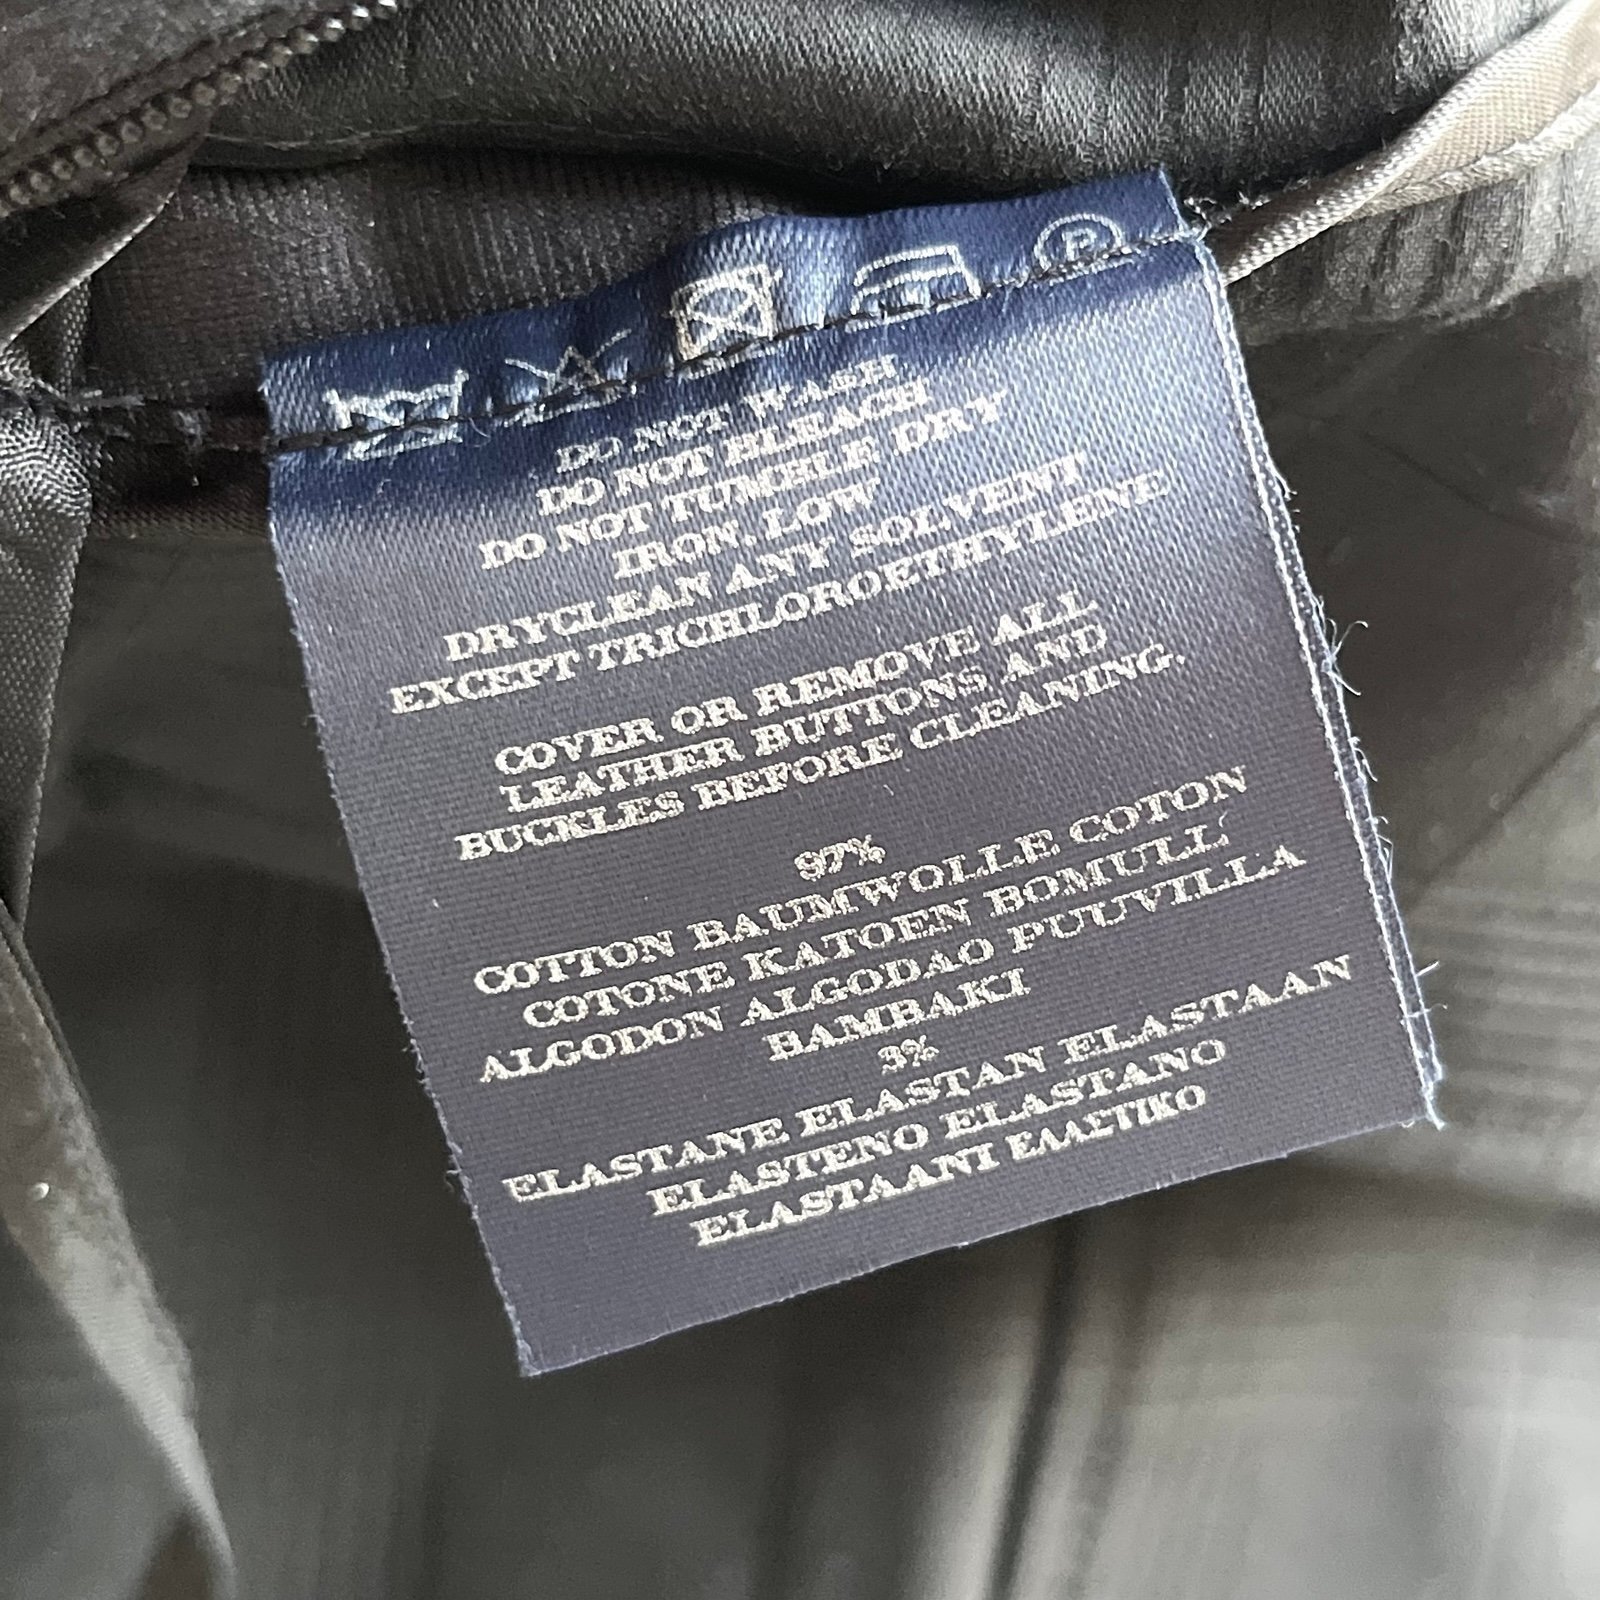 P
DO NOT WASH
DO NOT BLEACH
DO NOT TUMBLE DRY
IRON, LOW
DRYCLEAN ANY SOLVENT
EXCEPT TRICHLOROETHYLENE
COVER OR REMOVE ALL
LEATHER BUTTONS AND
BUCKLES BEFORE CLEANING.
97%
COTTON BAUMWOLLE COTON
COTONE KATOEN BOMULL
ALGODON ALGODAO PUUVILLA
BAMBAKI
3%
ELASTANE ELASTAN ELASTAAN
ELASTENO ELASTANO
ELASTAANI ΕΛΑΣΤΙΚΟ